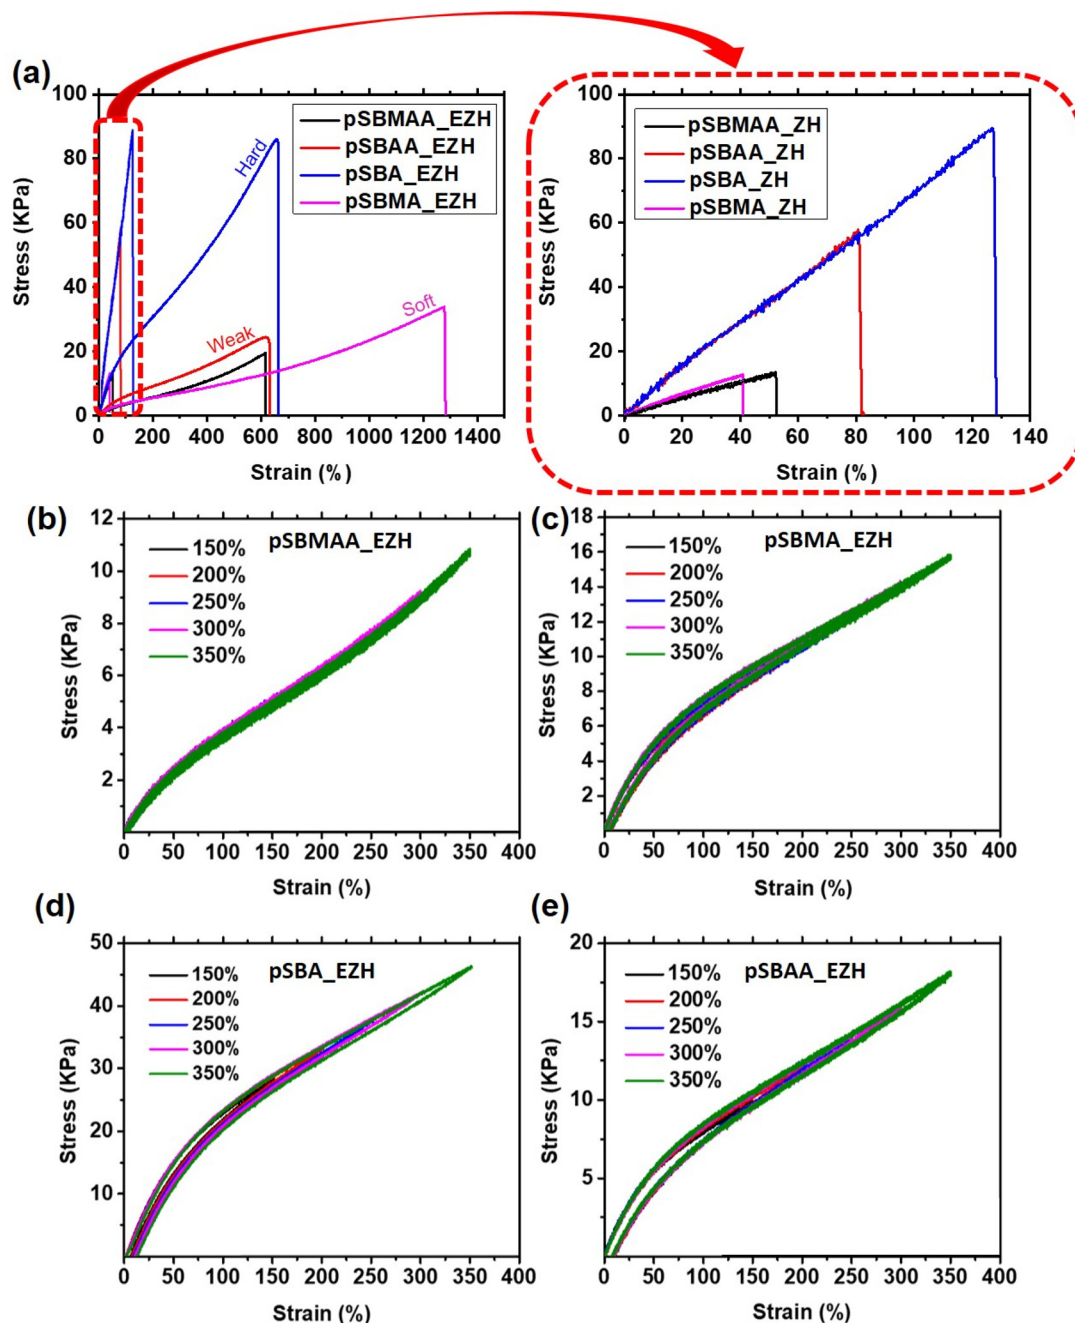 (a)
100
80
60
40
20
0
Stress (KPa)
0 200 400 600 800 1000 1200 1400
Strain (%)
pSBMAA_EZH
pSBAA_EZH
pSBA_EZH
pSBMA_EZH
Hard
Weak
Soft
100
80
60
40
20
0
Stress (KPa)
0 20 40 60 80 100 120 140
Strain (%)
pSBMAA_ZH
pSBAA_ZH
pSBA_ZH
pSBMA_ZH
(b)
pSBMAA_EZH
150%
200%
250%
300%
350%
12
10
8
6
4
2
Stress (KPa)
0 50 100 150 200 250 300 350 400
Strain (%)
(c)
pSBMA_EZH
150%
200%
250%
300%
350%
18
16
14
12
10
8
6
4
2
Stress (KPa)
0 50 100 150 200 250 300 350 400
Strain (%)
(d)
pSBA_EZH
150%
200%
250%
300%
350%
50
40
30
20
10
Stress (KPa)
0 50 100 150 200 250 300 350 400
Strain (%)
(e)
pSBAA_EZH
150%
200%
250%
300%
350%
20
15
10
5
Stress (KPa)
0 50 100 150 200 250 300 350 400
Strain (%)